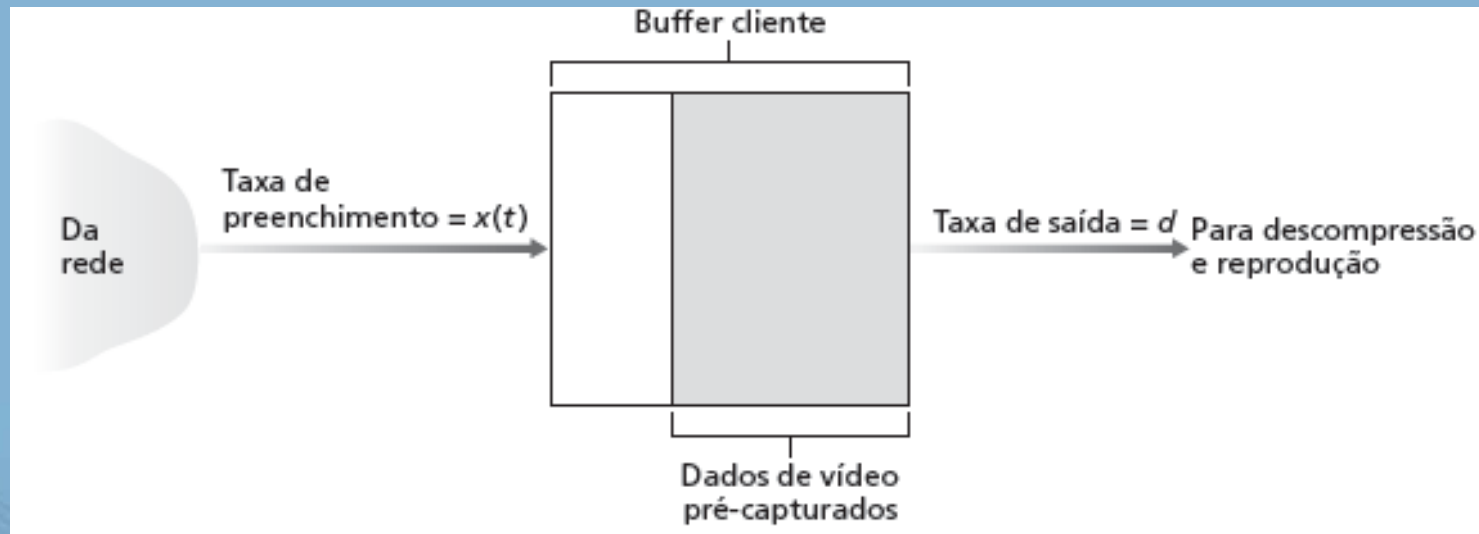 Buffer cliente
Da
rede
Taxa de
preenchimento = x(t)
Taxa de saída = d
Para descompressão
e reprodução
Dados de vídeo
pré-capturados